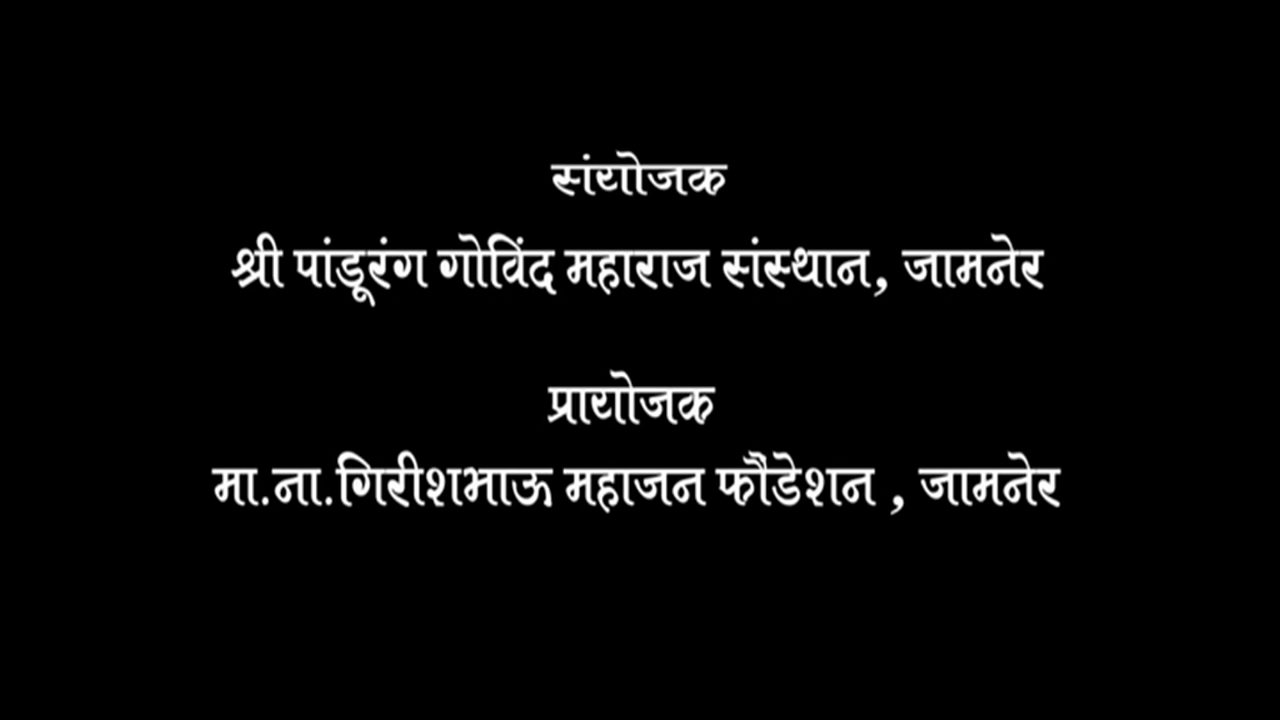 संयोजक
श्री पांडूरंग गोविंद महाराज संस्थान, जामनेर
प्रायोजक
मा.ना.गिरीशभाऊ महाजन फौडेशन , जामनेर